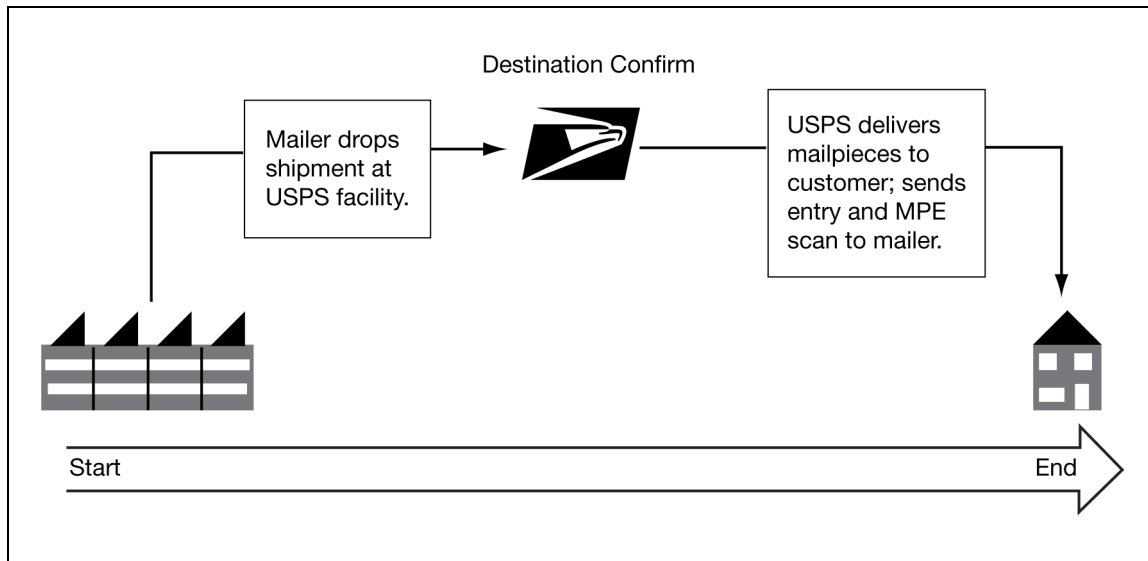 Destination Confirm
Mailer drops
shipment at
USPS facility.
USPS delivers
mailpieces to
customer; sends
entry and MPE
scan to mailer.
Start
End